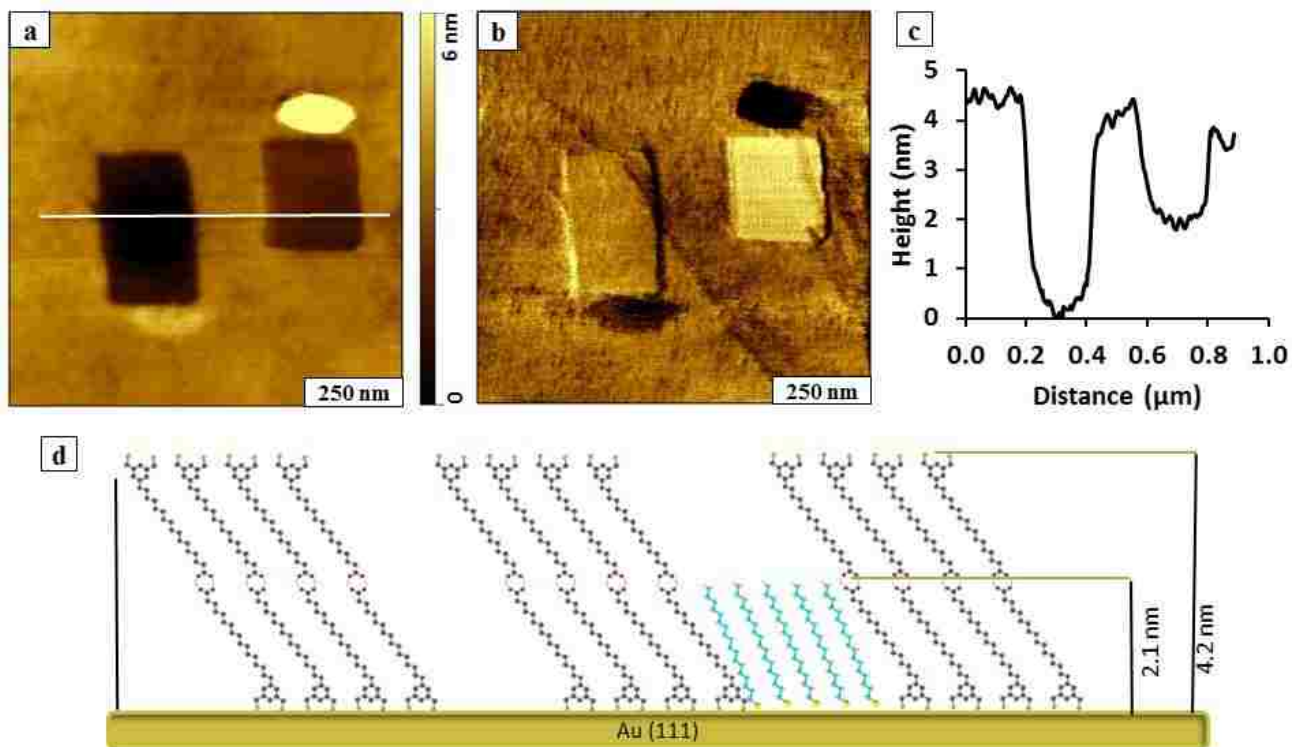 a
6 nm
0
250 nm
b
250 nm
c
Height (nm)
5
4
3
2
1
0
0.0 0.2 0.4 0.6 0.8 1.0
Distance (μm)
d
2.1 nm
4.2 nm
Au (111)